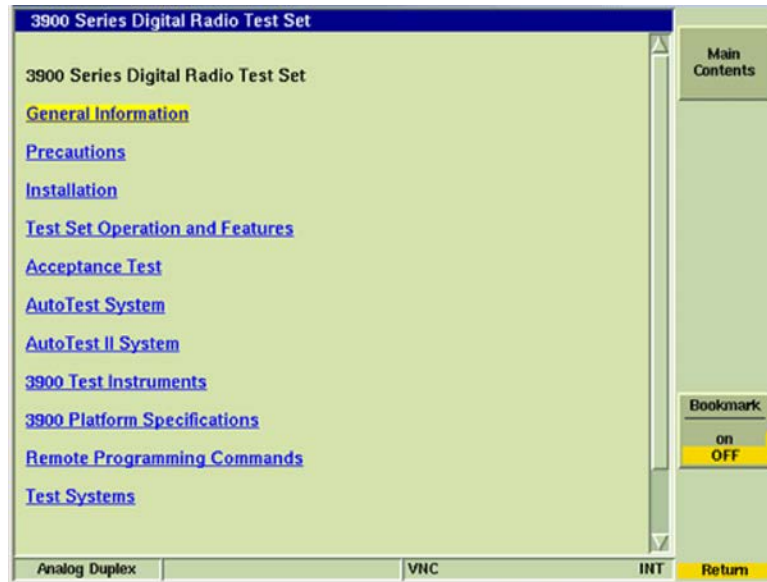 3900 Series Digital Radio Test Set
3900 Series Digital Radio Test Set
General Information
Precautions
Installation
Test Set Operation and Features
Acceptance Test
AutoTest System
AutoTest II System
3900 Test Instruments
3900 Platform Specifications
Remote Programming Commands
Test Systems
Main
Contents
Bookmark
on
OFF
Analog Duplex VNC INT Return